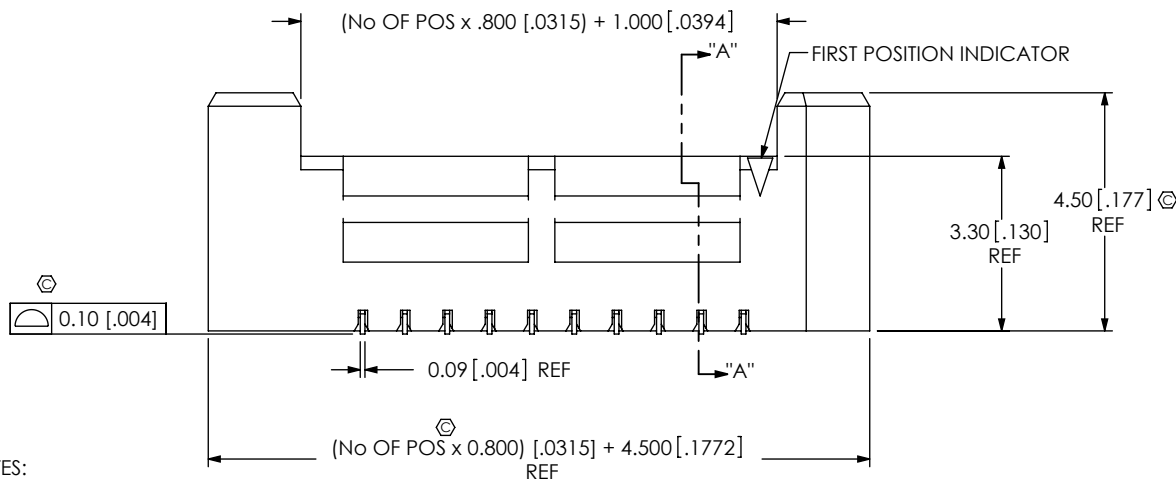 (No OF POS x .800 [.0315) + 1.000 [.0394]
"A"
FIRST POSITION INDICATOR
4.50 [.177] C
REF
3.30 [.130]
REF
C
0.10 [.004]
0.09 [.004] REF
"A"
C
(No OF POS x 0.800) [.0315] + 4.500 [.1772]
REF
ES: